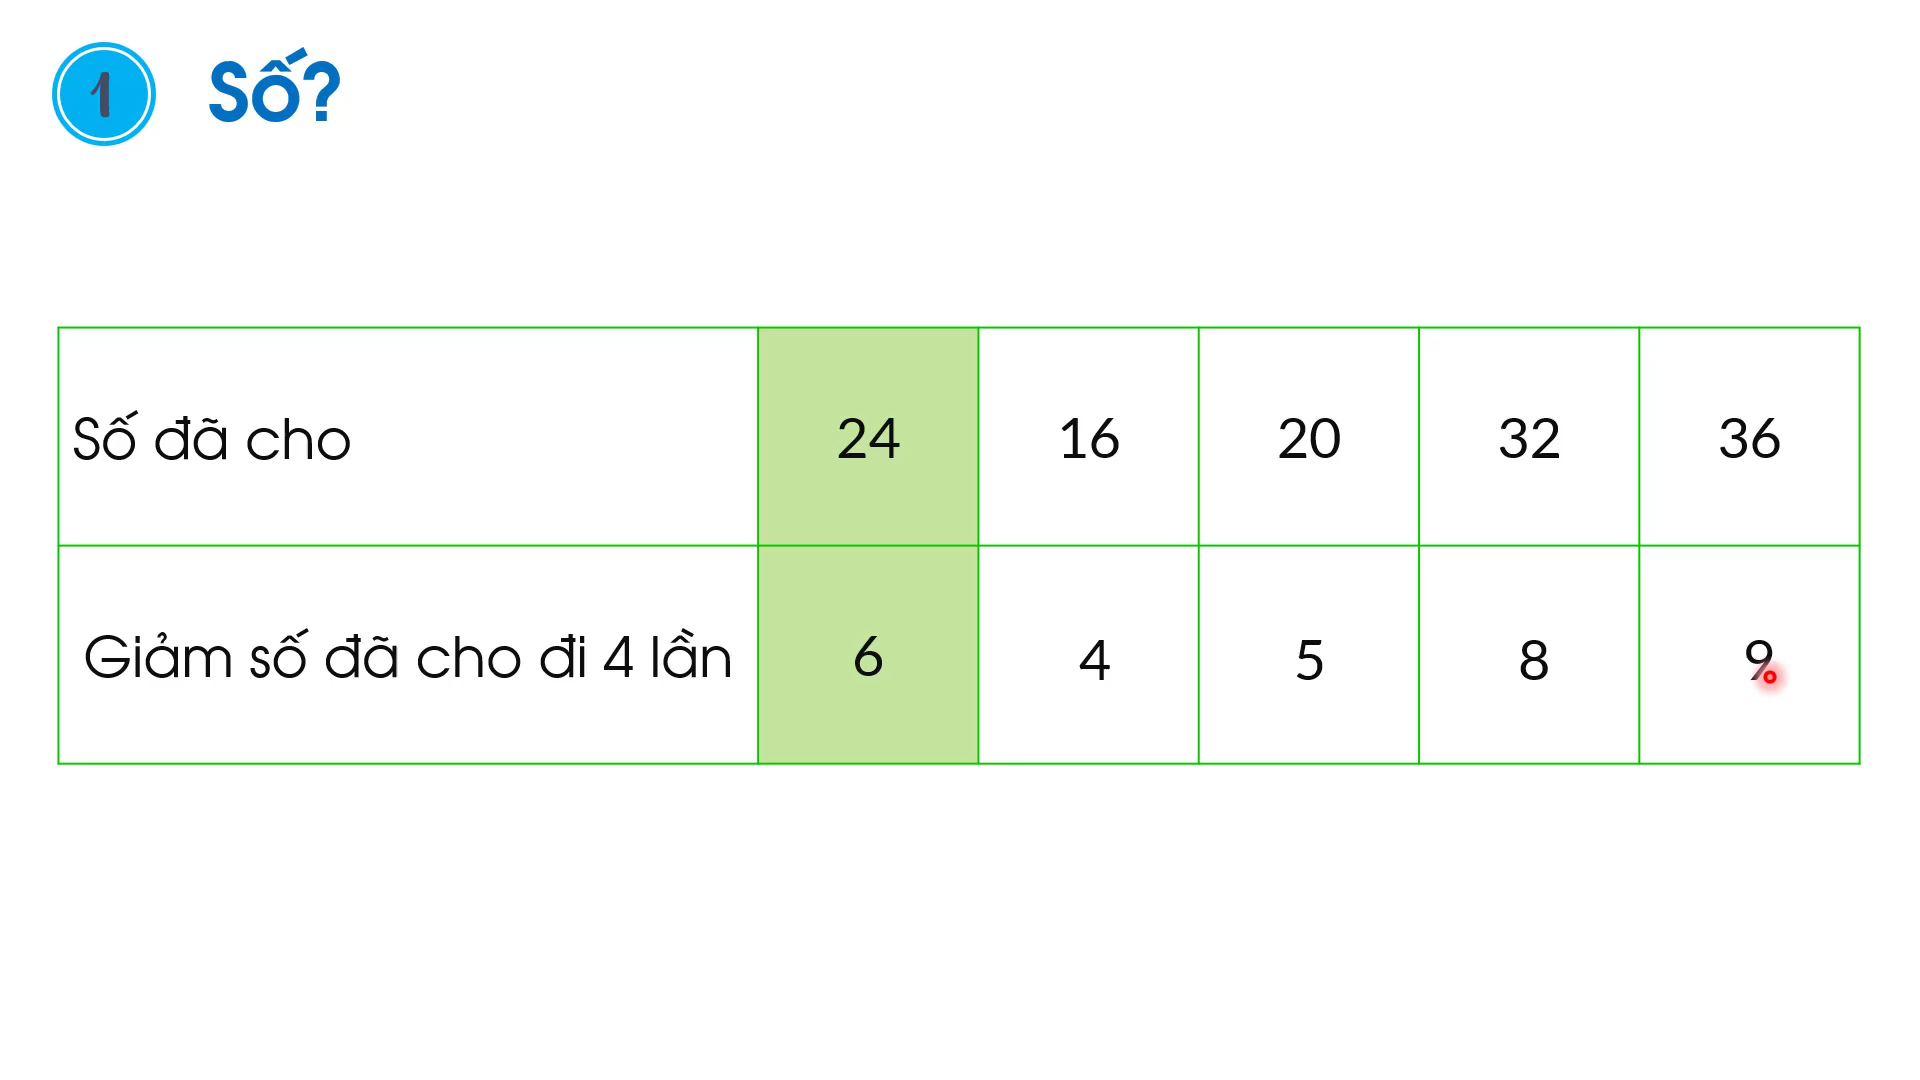 1 Số?
Số đã cho 24 16 20 32 36
Giảm số đã cho đi 4 lần 6 4 5 8 9